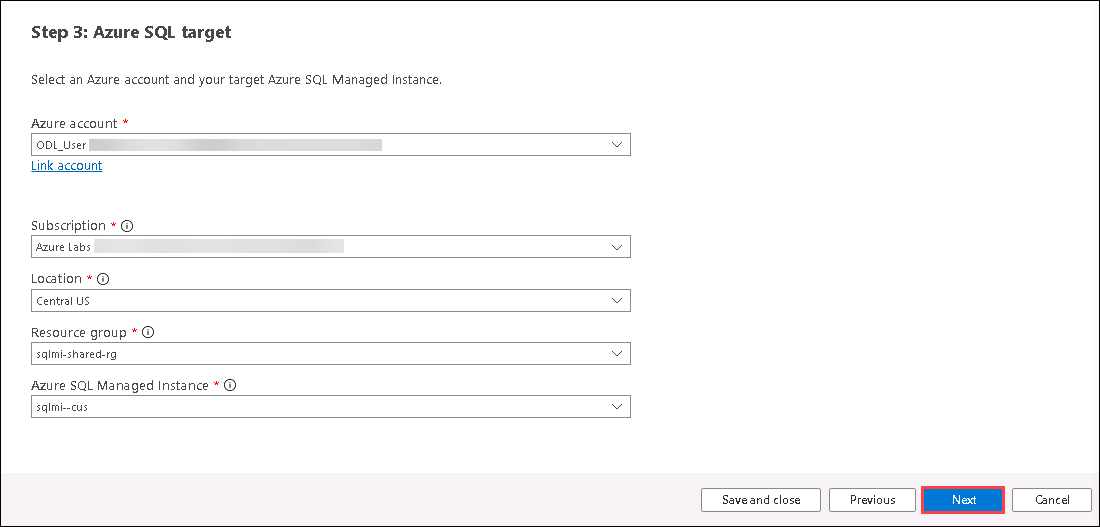 Step 3: Azure SQL target
Select an Azure account and your target Azure SQL Managed Instance.
Azure account *
ODL_User
Link account
Subscription *
Azure Labs
Location *
Central US
Resource group *
sqlmi-shared-rg
Azure SQL Managed Instance *
sqlmi--cus
Save and close Previous Next Cancel